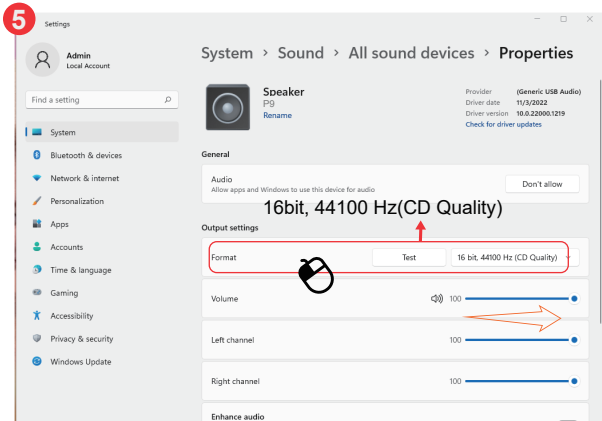 5
Settings
Admin
Local Account
Find a setting
System
Bluetooth & devices
Network & internet
Personalization
Apps
Accounts
Time & language
Gaming
Accessibility
Privacy & security
Windows Update
System > Sound > All sound devices > Properties
Speaker
P9
Rename
Provider (Generic USB Audio)
Driver date 11/3/2022
Driver version 10.0.22000.1219
Check for driver updates
General
Audio
Allow apps and Windows to use this device for audio
Don't allow
16bit, 44100 Hz(CD Quality)
Output settings
Format Test 16 bit, 44100 Hz (CD Quality)
Volume 100
Left channel 100
Right channel 100
Enhance audio